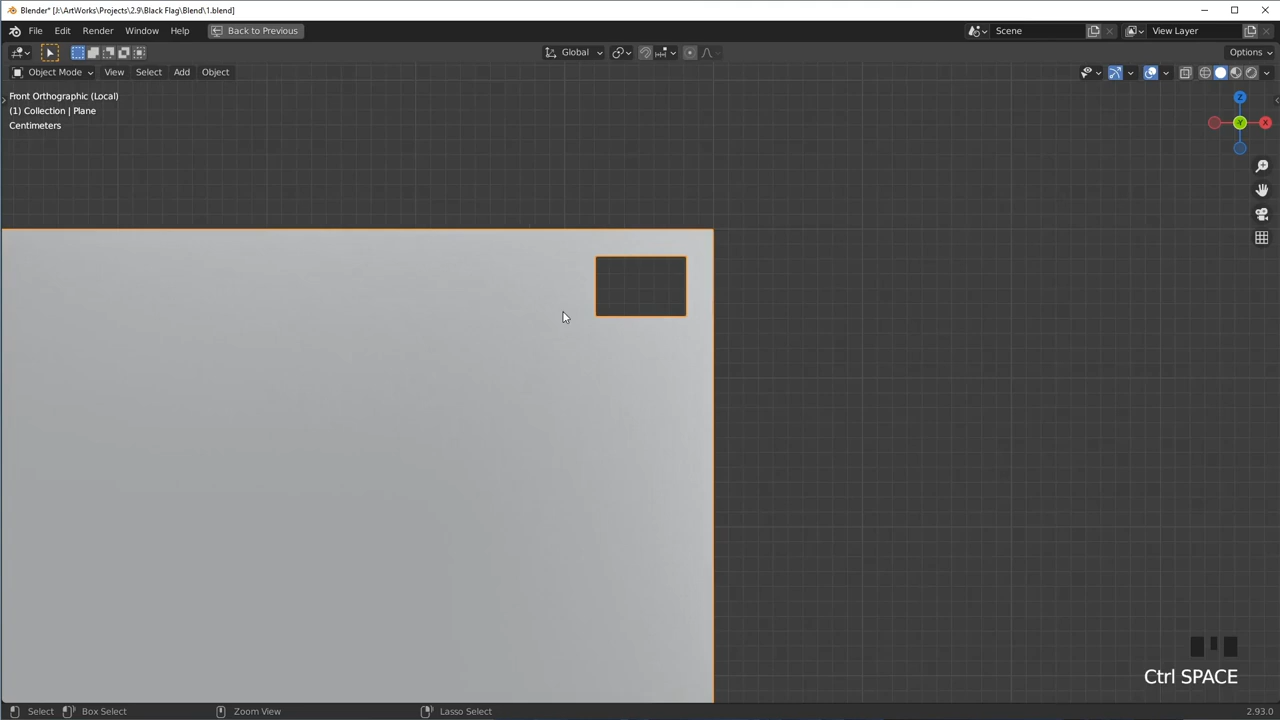 Blender* [J:\ArtWorks\Projects\2.9\Black Flag\Blend\1.blend]
File Edit Render Window Help Back to Previous Scene View Layer
Global Options
Object Mode View Select Add Object
Front Orthographic (Local)
(1) Collection | Plane
Centimeters
Z
Y
X
Ctrl SPACE
Select Box Select Zoom View Lasso Select 2.93.0